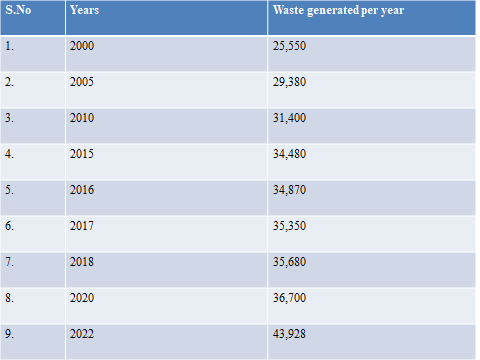 S.No Years Waste generated per year
1. 2000 25,550
2. 2005 29,380
3. 2010 31,400
4. 2015 34,480
5. 2016 34,870
6. 2017 35,350
7. 2018 35,680
8. 2020 36,700
9. 2022 43,928